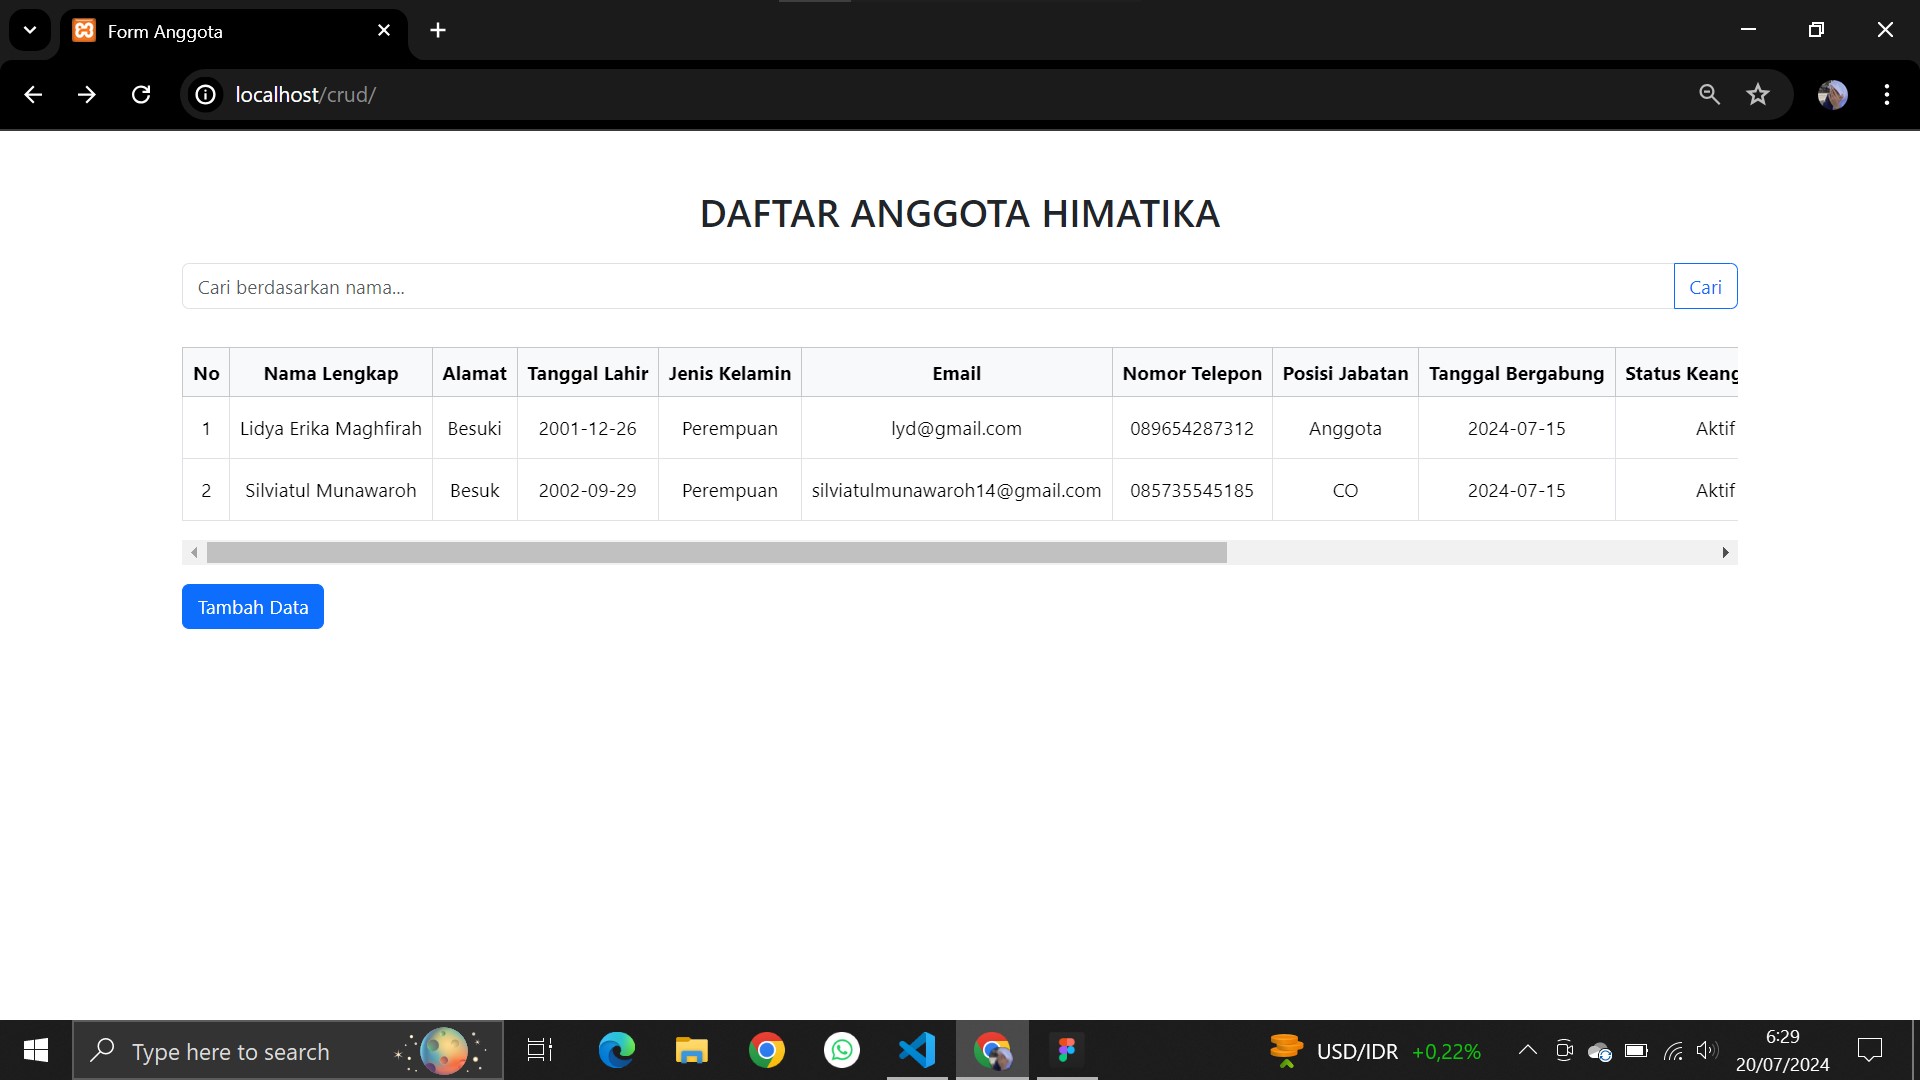 Form Anggota
localhost/crud/
DAFTAR ANGGOTA HIMATIKA
Cari berdasarkan nama... Cari
No Nama Lengkap Alamat Tanggal Lahir Jenis Kelamin Email Nomor Telepon Posisi Jabatan Tanggal Bergabung Status Keang
1 Lidya Erika Maghfirah Besuki 2001-12-26 Perempuan lyd@gmail.com 089654287312 Anggota 2024-07-15 Aktif
2 Silviatul Munawaroh Besuk 2002-09-29 Perempuan silviatulmunawaroh14@gmail.com 085735545185 CO 2024-07-15 Aktif
Tambah Data
Type here to search USD/IDR +0,22% 6:29
20/07/2024